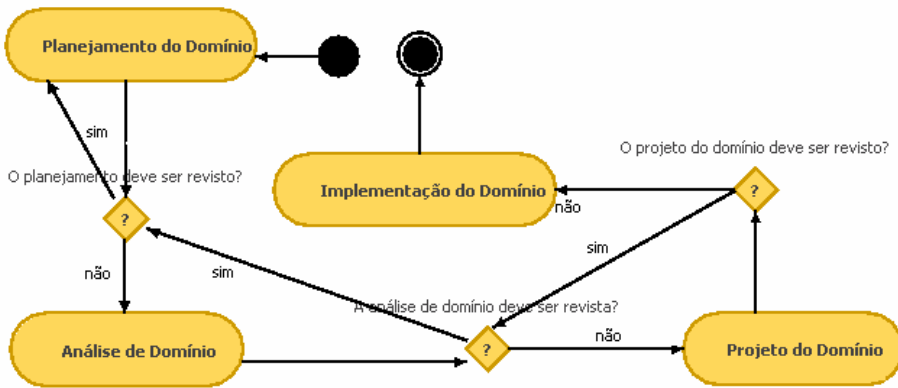 Planejamento do Domínio
sim
O projeto do domínio deve ser revisto?
O planejamento deve ser revisto?
Implementação do Domínio
?
não
?
sim
não
sim
A análise de domínio deve ser revista?
não
Análise de Domínio
?
Projeto do Domínio